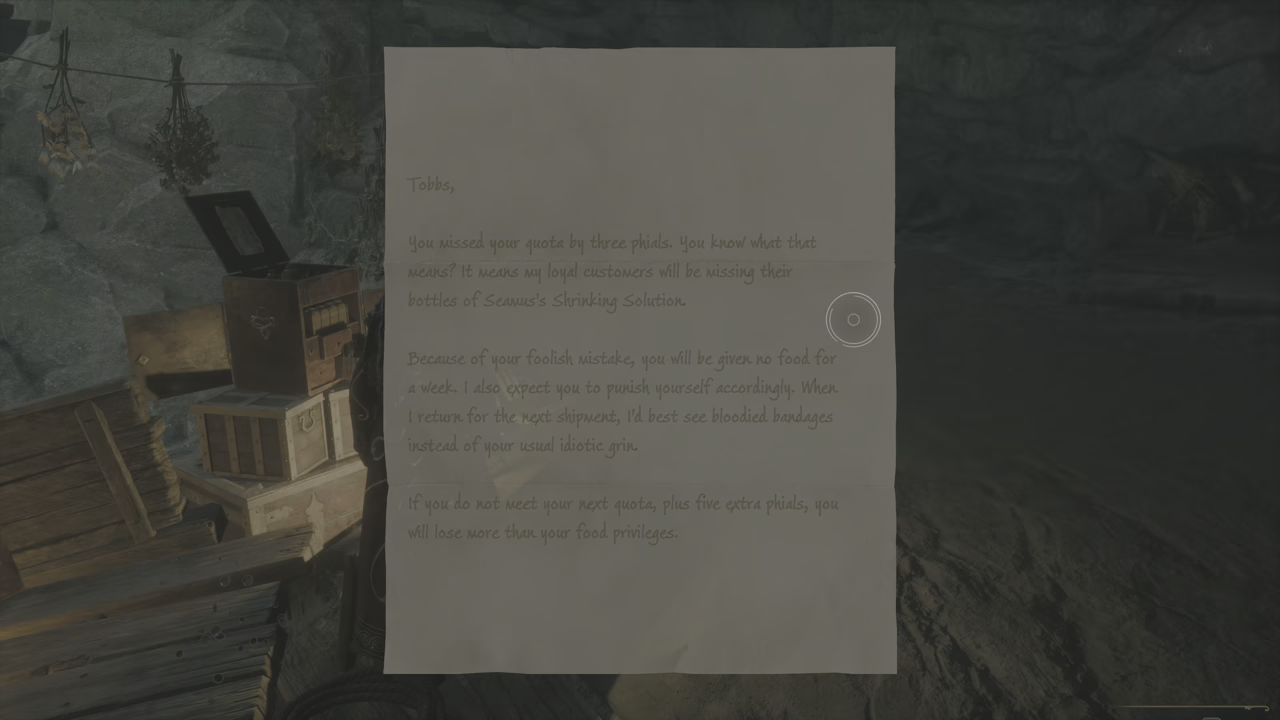 Tobbs,
You missed your quota by three phials. You know what that
means? It means my loyal customers will be missing their
bottles of Seamus's Shrinking Solution.
Because of your foolish mistake, you will be given no food for
a week. I also expect you to punish yourself accordingly. When
I return for the next shipment, I'd best see bloodied bandages
instead of your usual idiotic grin.
If you do not meet your next quota, plus five extra phials, you
will lose more than your food privileges.